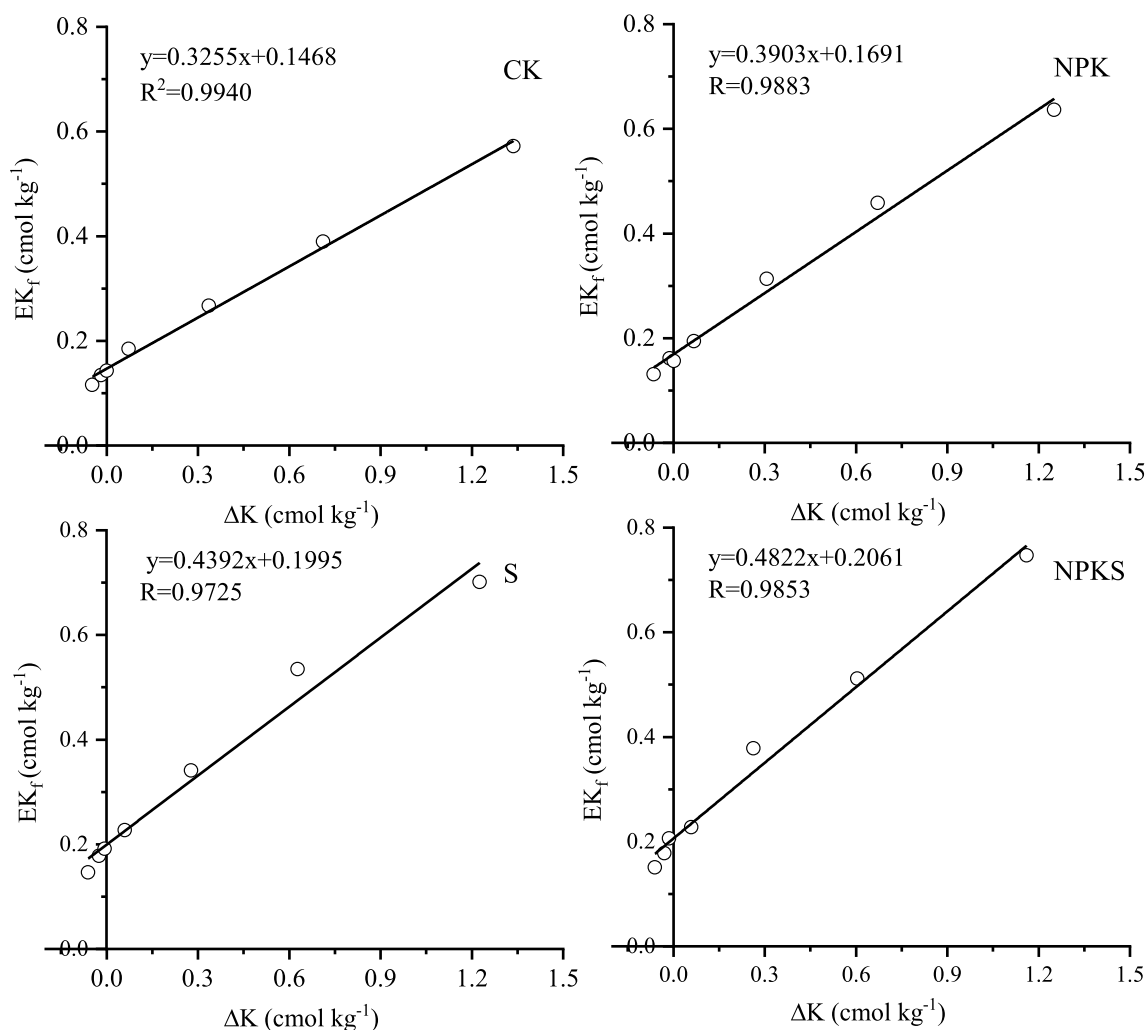 0.8
y=0.3255x+0.1468
R²=0.9940
CK
0.6
0.4
0.2
0.0
EKf (cmol kg⁻¹)
0.0 0.3 0.6 0.9 1.2 1.5
ΔK (cmol kg⁻¹)
0.8
y=0.3903x+0.1691
R=0.9883
NPK
0.6
0.4
0.2
0.0
EKf (cmol kg⁻¹)
0.0 0.3 0.6 0.9 1.2 1.5
ΔK (cmol kg⁻¹)
0.8
y=0.4392x+0.1995
R=0.9725
S
0.6
0.4
0.2
0.0
EKf (cmol kg⁻¹)
0.0 0.3 0.6 0.9 1.2 1.5
ΔK (cmol kg⁻¹)
0.8
y=0.4822x+0.2061
R=0.9853
NPKS
0.6
0.4
0.2
0.0
EKf (cmol kg⁻¹)
0.0 0.3 0.6 0.9 1.2 1.5
ΔK (cmol kg⁻¹)